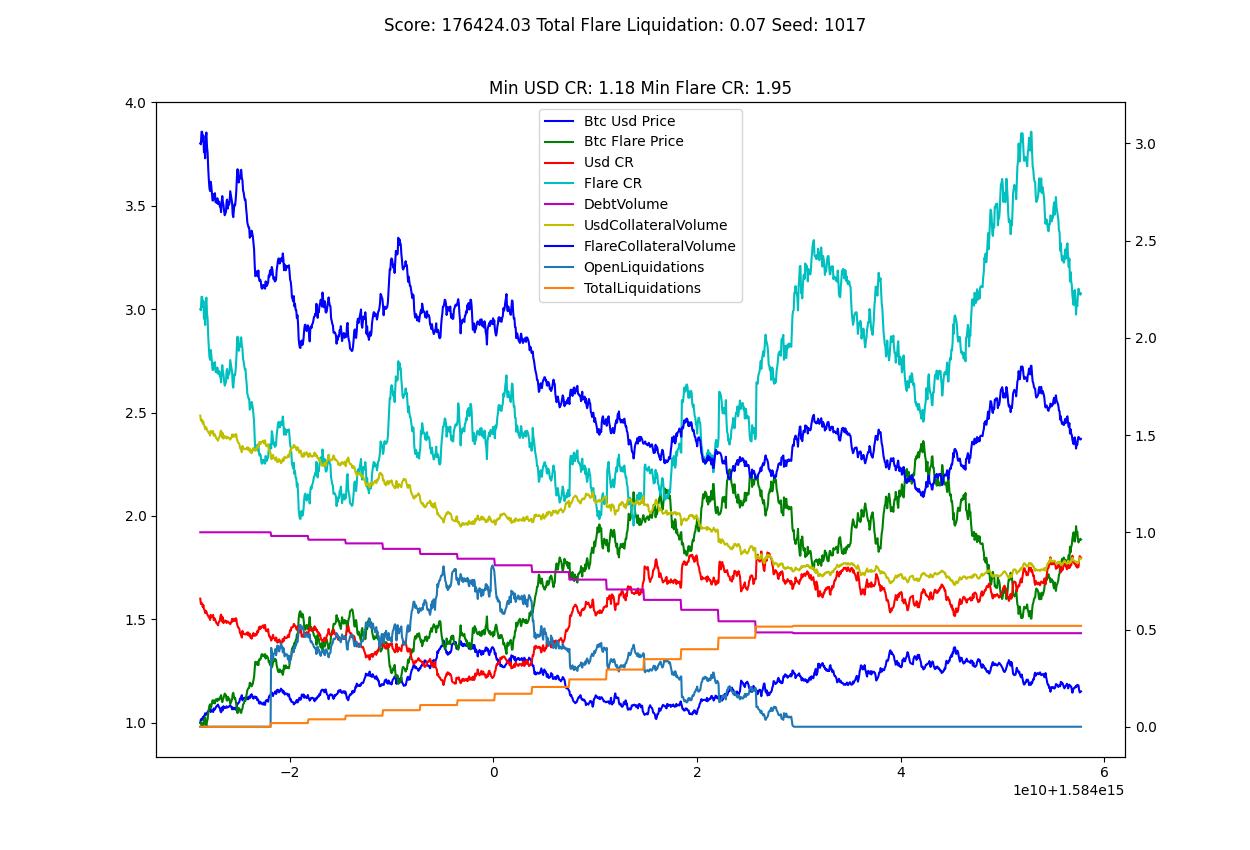 Score: 176424.03 Total Flare Liquidation: 0.07 Seed: 1017
Min USD CR: 1.18 Min Flare CR: 1.95
4.0
3.5
3.0
2.5
2.0
1.5
1.0
Btc Usd Price
Btc Flare Price
Usd CR
Flare CR
DebtVolume
UsdCollateralVolume
FlareCollateralVolume
OpenLiquidations
TotalLiquidations
3.0
2.5
2.0
1.5
1.0
0.5
0.0
−2 0 2 4 6
1e10+1.584e15